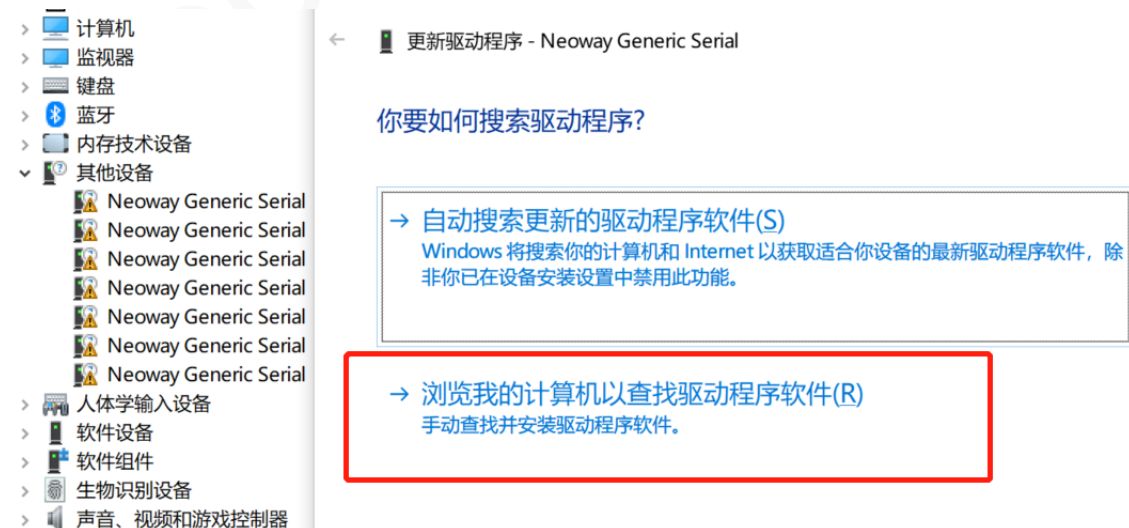 计算机
监视器
键盘
蓝牙
内存技术设备
其他设备
Neoway Generic Serial
Neoway Generic Serial
Neoway Generic Serial
Neoway Generic Serial
Neoway Generic Serial
Neoway Generic Serial
Neoway Generic Serial
人体学输入设备
软件设备
软件组件
生物识别设备
声音、视频和游戏控制器
更新驱动程序 - Neoway Generic Serial
你要如何搜索驱动程序?
自动搜索更新的驱动程序软件(S)
Windows 将搜索你的计算机和 Internet 以获取适合你设备的最新驱动程序软件，除
非你已在设备安装设置中禁用此功能。
浏览我的计算机以查找驱动程序软件(R)
手动查找并安装驱动程序软件。